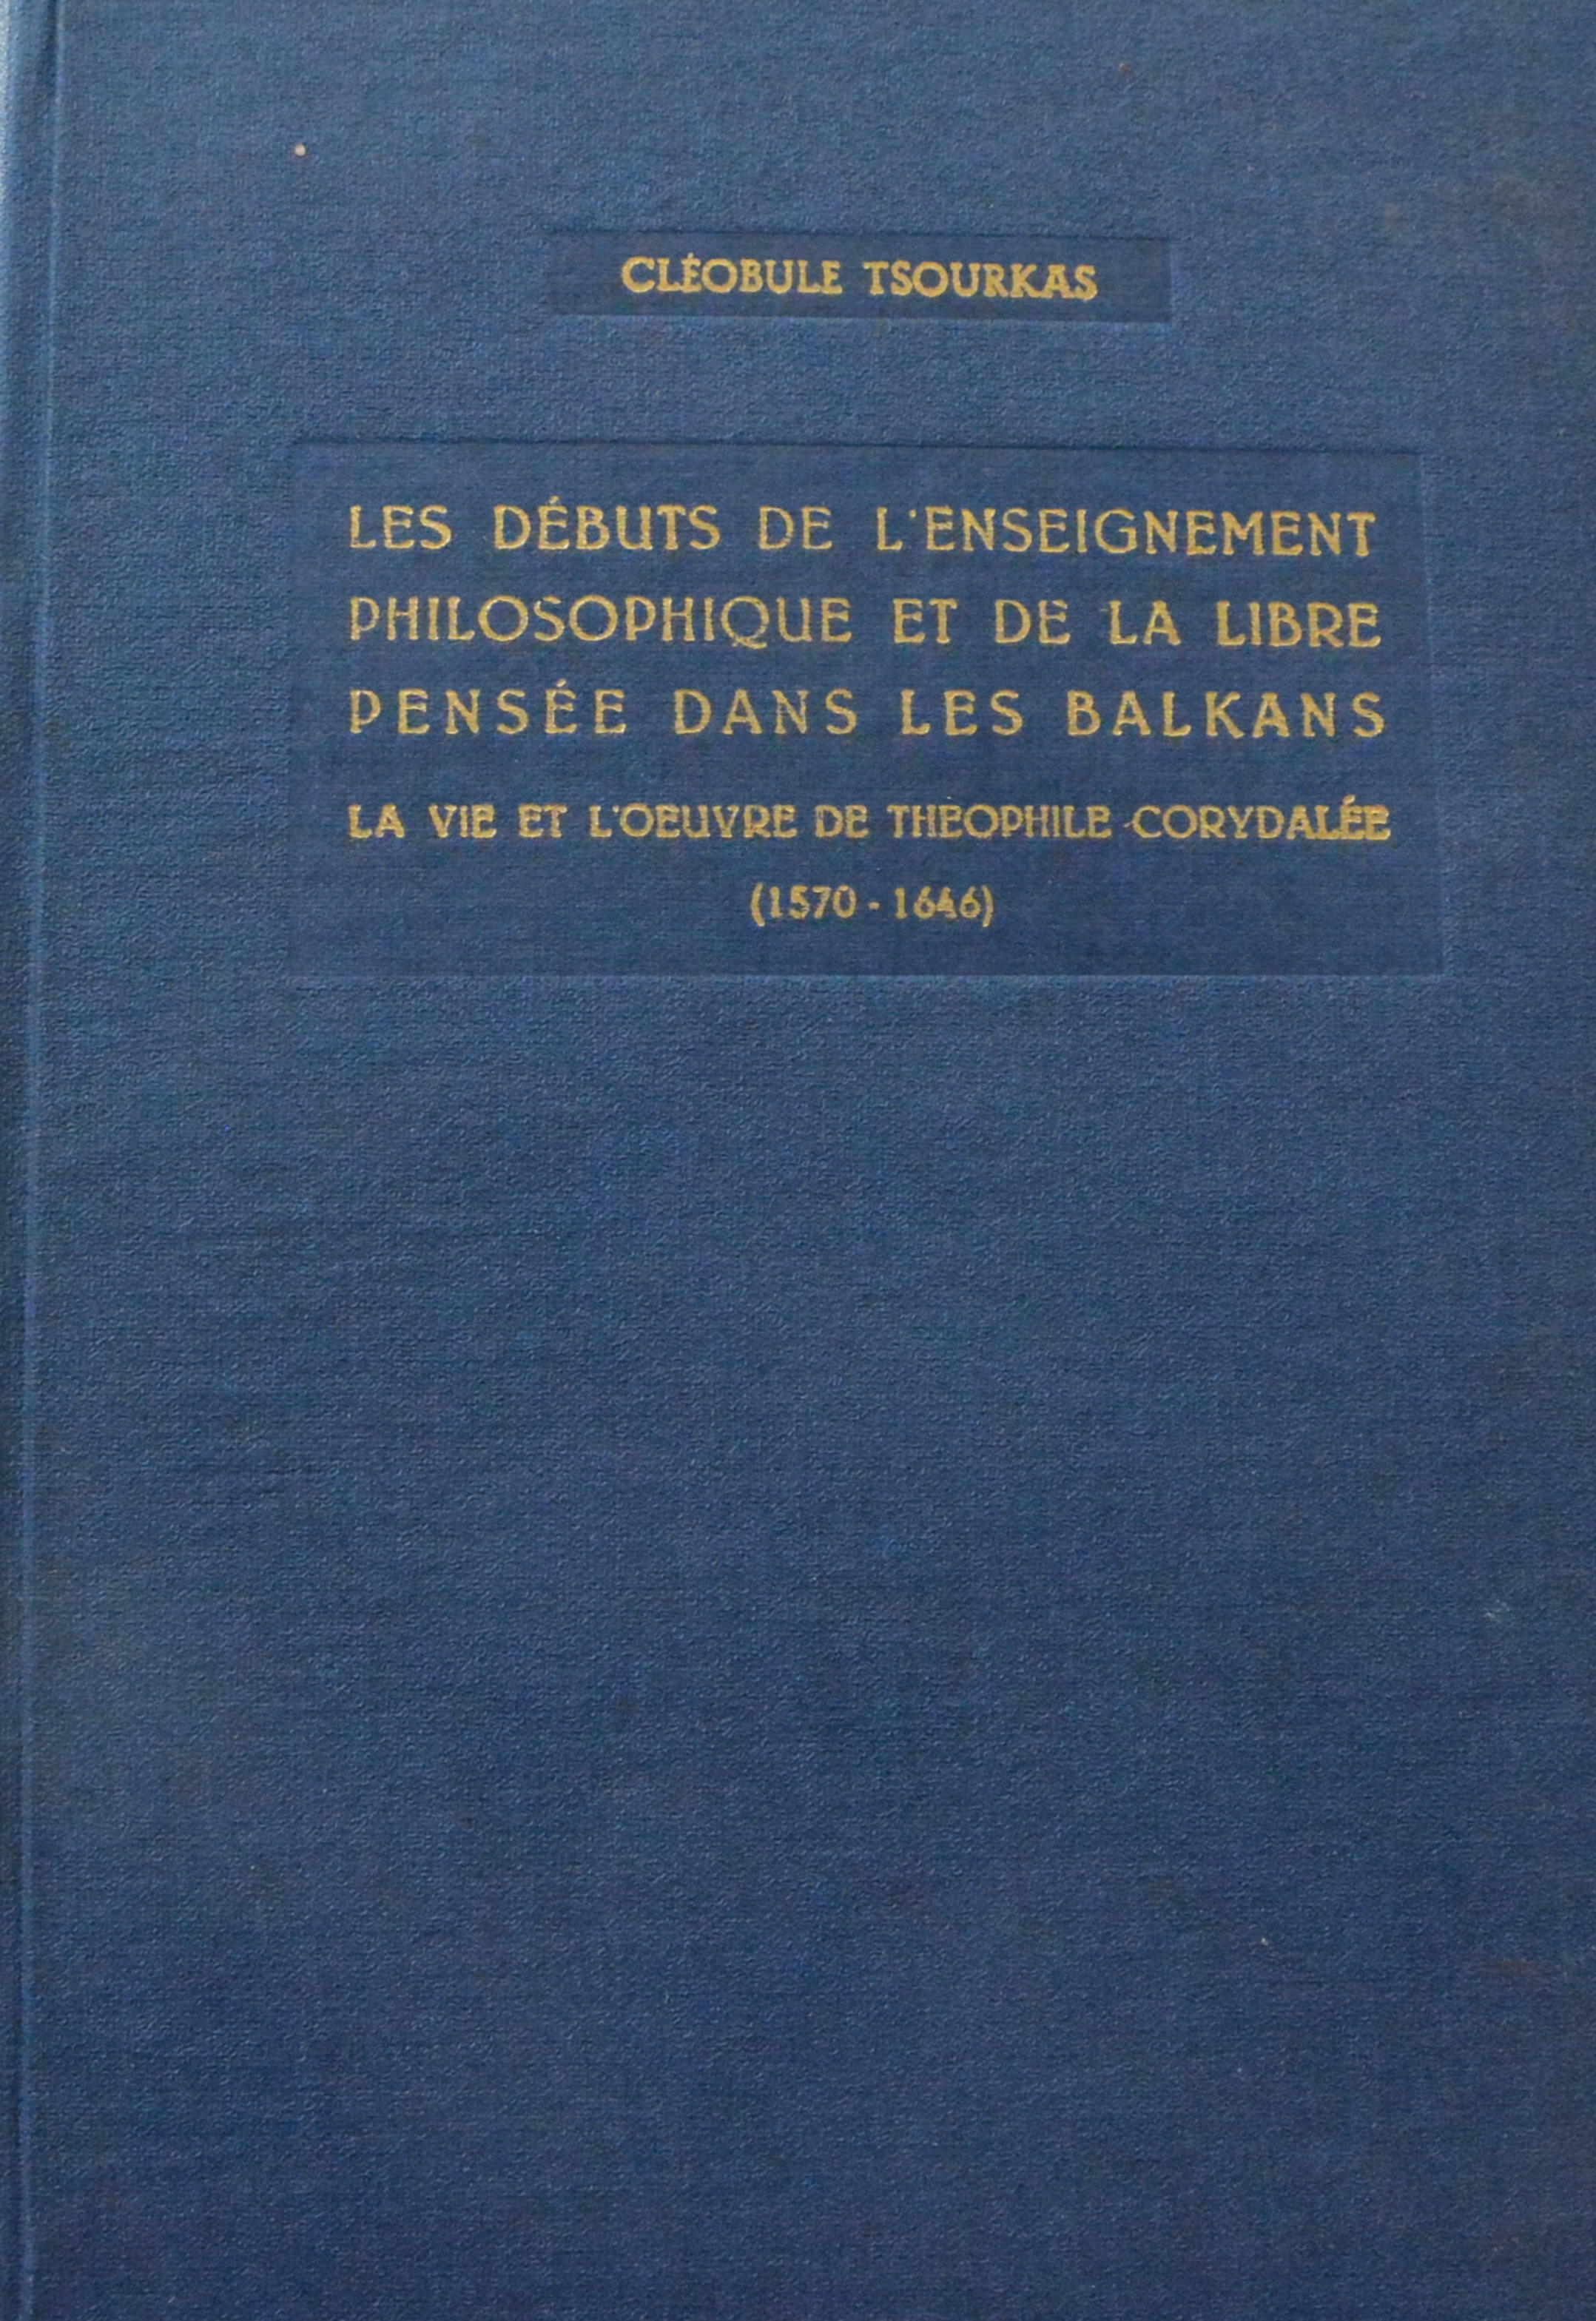 CLÉOBULE TSOURKAS
LES DÉBUTS DE L'ENSEIGNEMENT
PHILOSOPHIQUE ET DE LA LIBRE
PENSÉE DANS LES BALKANS
LA VIE ET L'OEUVRE DE THÉOPHILE CORYDALÉE
(1570 - 1646)